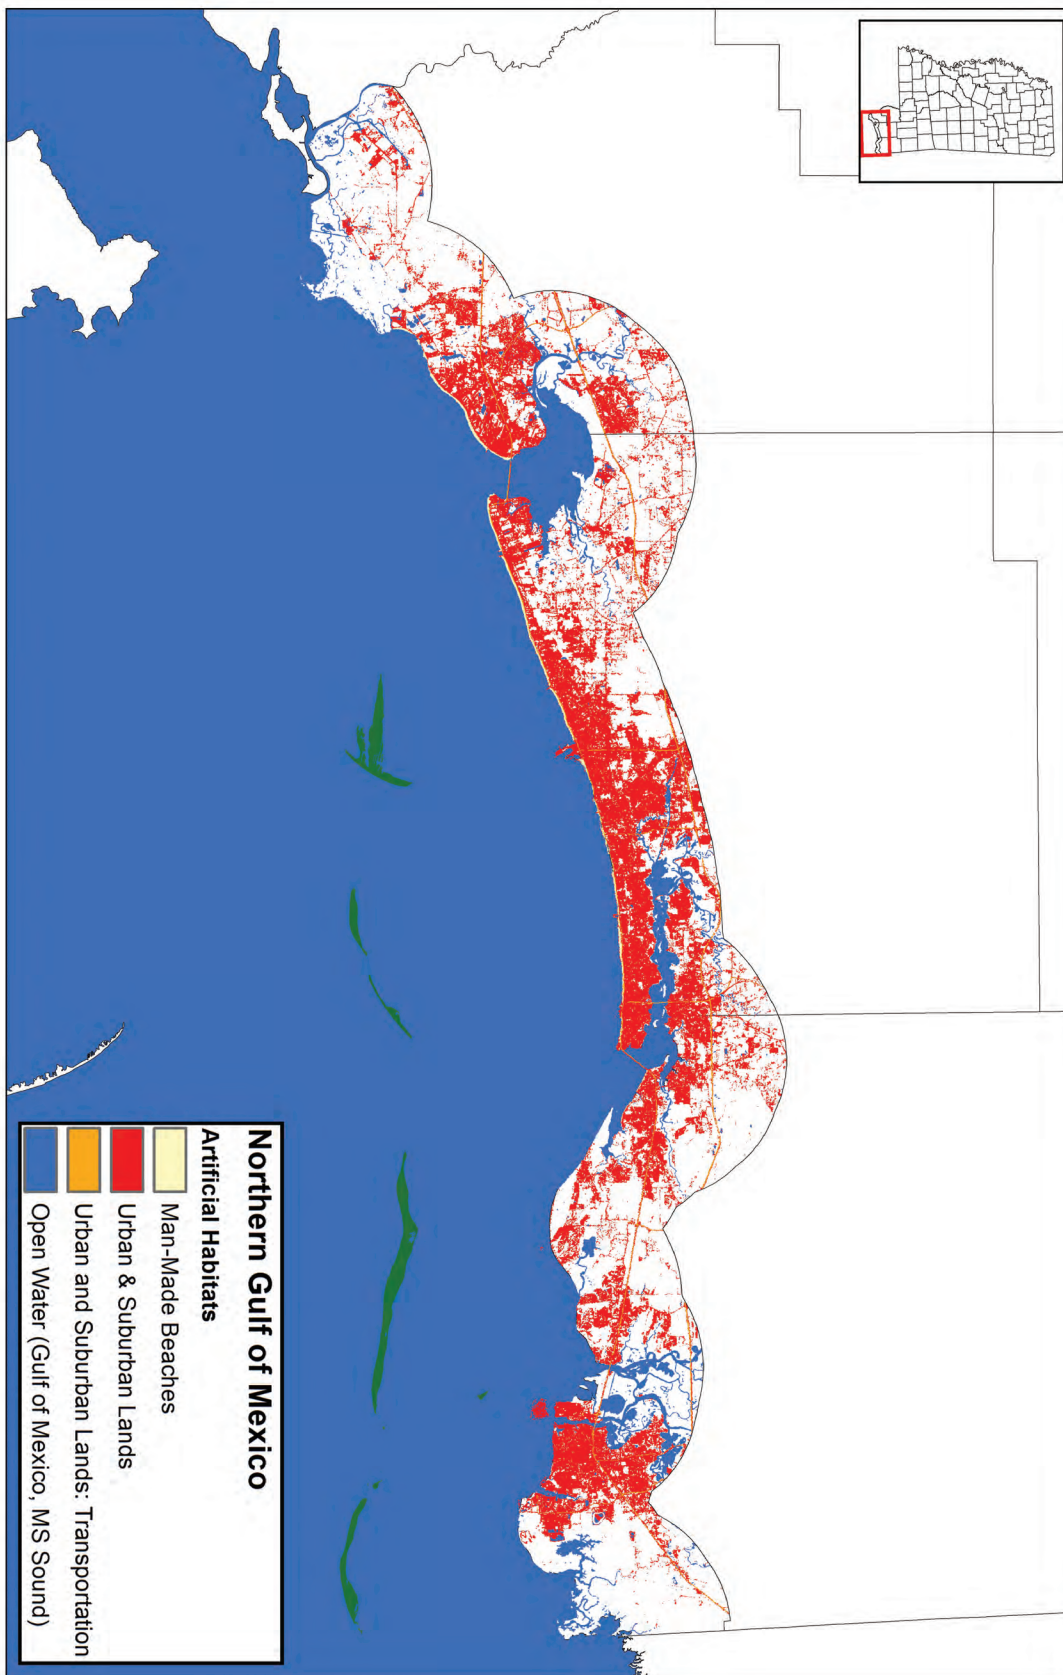 Northern Gulf of Mexico
Artificial Habitats
Man-Made Beaches
Urban & Suburban Lands
Urban and Suburban Lands: Transportation
Open Water (Gulf of Mexico, MS Sound)